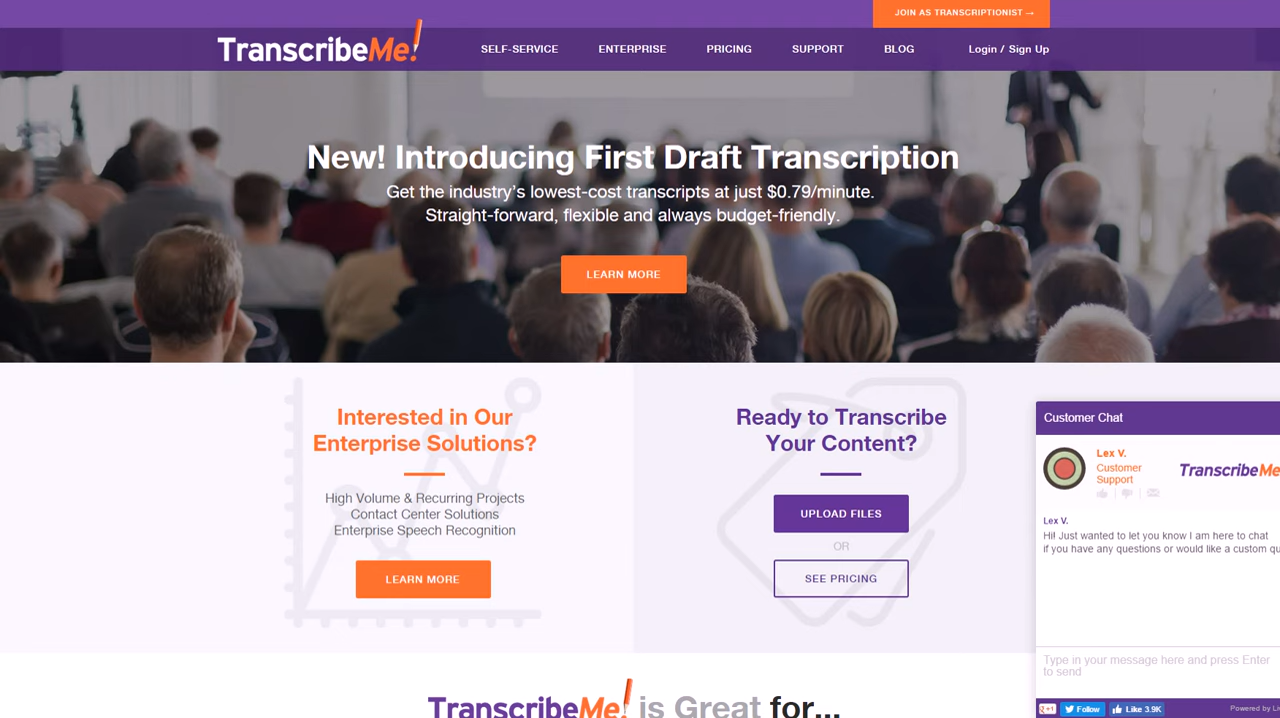 JOIN AS TRANSCRIPTIONIST →
TranscribeMe!
SELF-SERVICE
ENTERPRISE
PRICING
SUPPORT
BLOG
Login / Sign Up
New! Introducing First Draft Transcription
Get the industry's lowest-cost transcripts at just $0.79/minute.
Straight-forward, flexible and always budget-friendly.
LEARN MORE
Interested in Our
Enterprise Solutions?
High Volume & Recurring Projects
Contact Center Solutions
Enterprise Speech Recognition
LEARN MORE
Ready to Transcribe
Your Content?
UPLOAD FILES
OR
SEE PRICING
Customer Chat
Lex V.
Customer
Support
TranscribeMe
Lex V.
Hi! Just wanted to let you know I am here to chat
if you have any questions or would like a custom
Type in your message here and press Enter
to send
g +1
Follow
Like 3.9K
Powered by
TranscribeMe! is Great for...